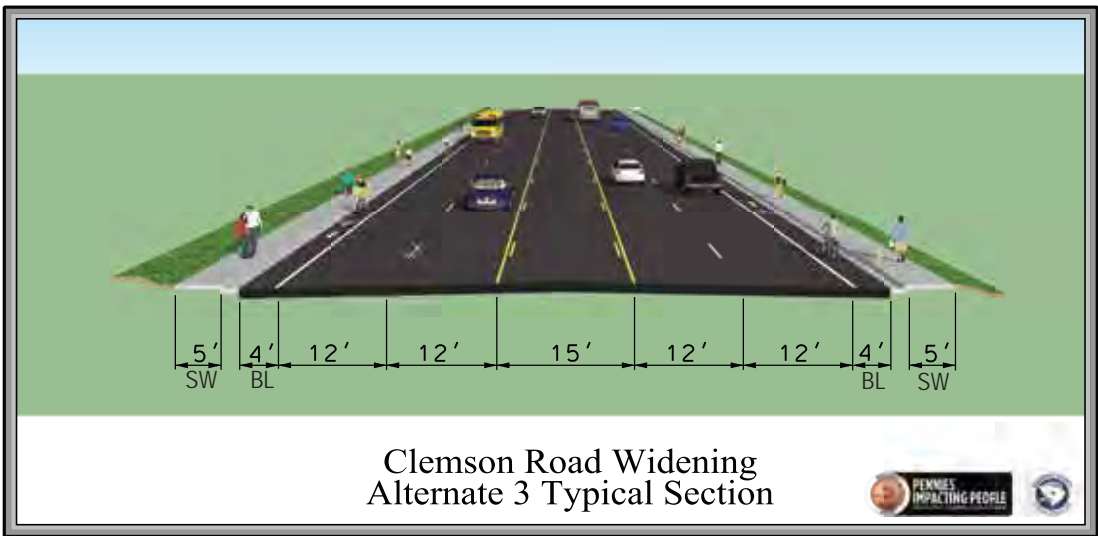 5' 4' 12' 12' 15' 12' 12' 4' 5'
SW BL BL SW
Clemson Road Widening
Alternate 3 Typical Section
PENNIES
IMPACTING PEOPLE